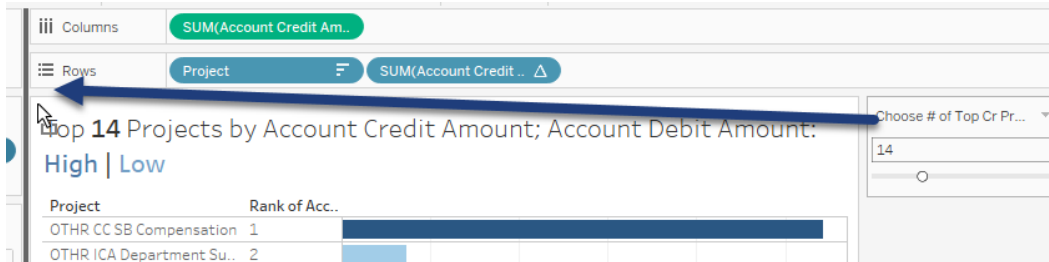 Columns SUM(Account Credit Am..
Rows Project SUM(Account Credit .. Δ
Choose # of Top Cr Pr...
14
Top 14 Projects by Account Credit Amount; Account Debit Amount:
High | Low
Project Rank of Acc..
OTHR CC SB Compensation 1
OTHR ICA Department Su.. 2